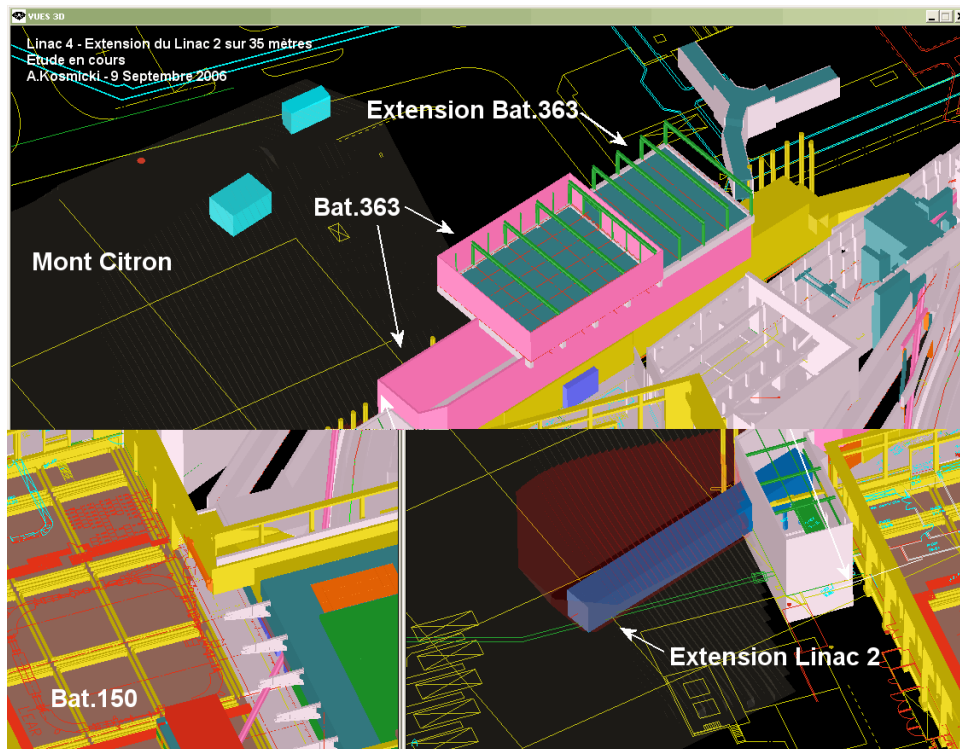 VUES 3D
Linac 4 - Extension du Linac 2 sur 35 mètres
Etude en cours
A.Kosmicki - 9 Septembre 2006
Extension Bat.363
Bat.363
Mont Citron
Extension Linac 2
Bat.150